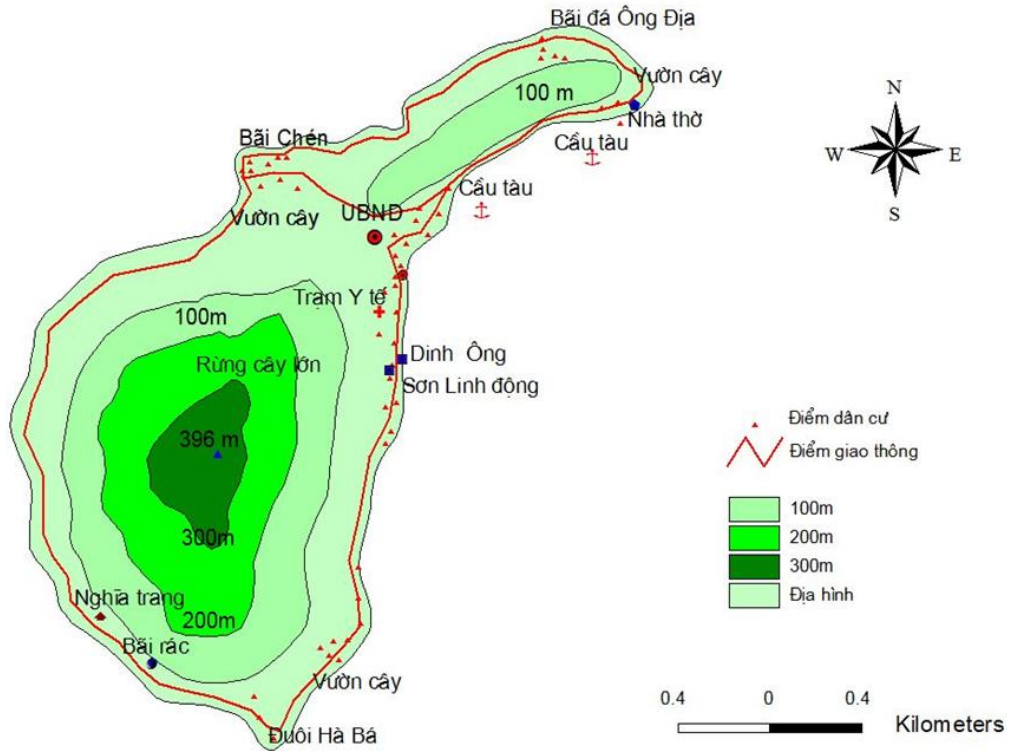 Bãi đá Ông Địa
Vườn cây
100 m
Nhà thờ
Cầu tàu
Bãi Chén
Cầu tàu
Vườn cây
UBND
Trạm Y tế
100m
Dinh Ông
Rừng cây lớn
Sơn Linh động
396 m
300m
Nghĩa trang
200m
Bãi rác
Vườn cây
Đuôi Hà Bá
N
W
E
S
Điểm dân cư
Điểm giao thông
100m
200m
300m
Địa hình
0.4 0 0.4
Kilometers